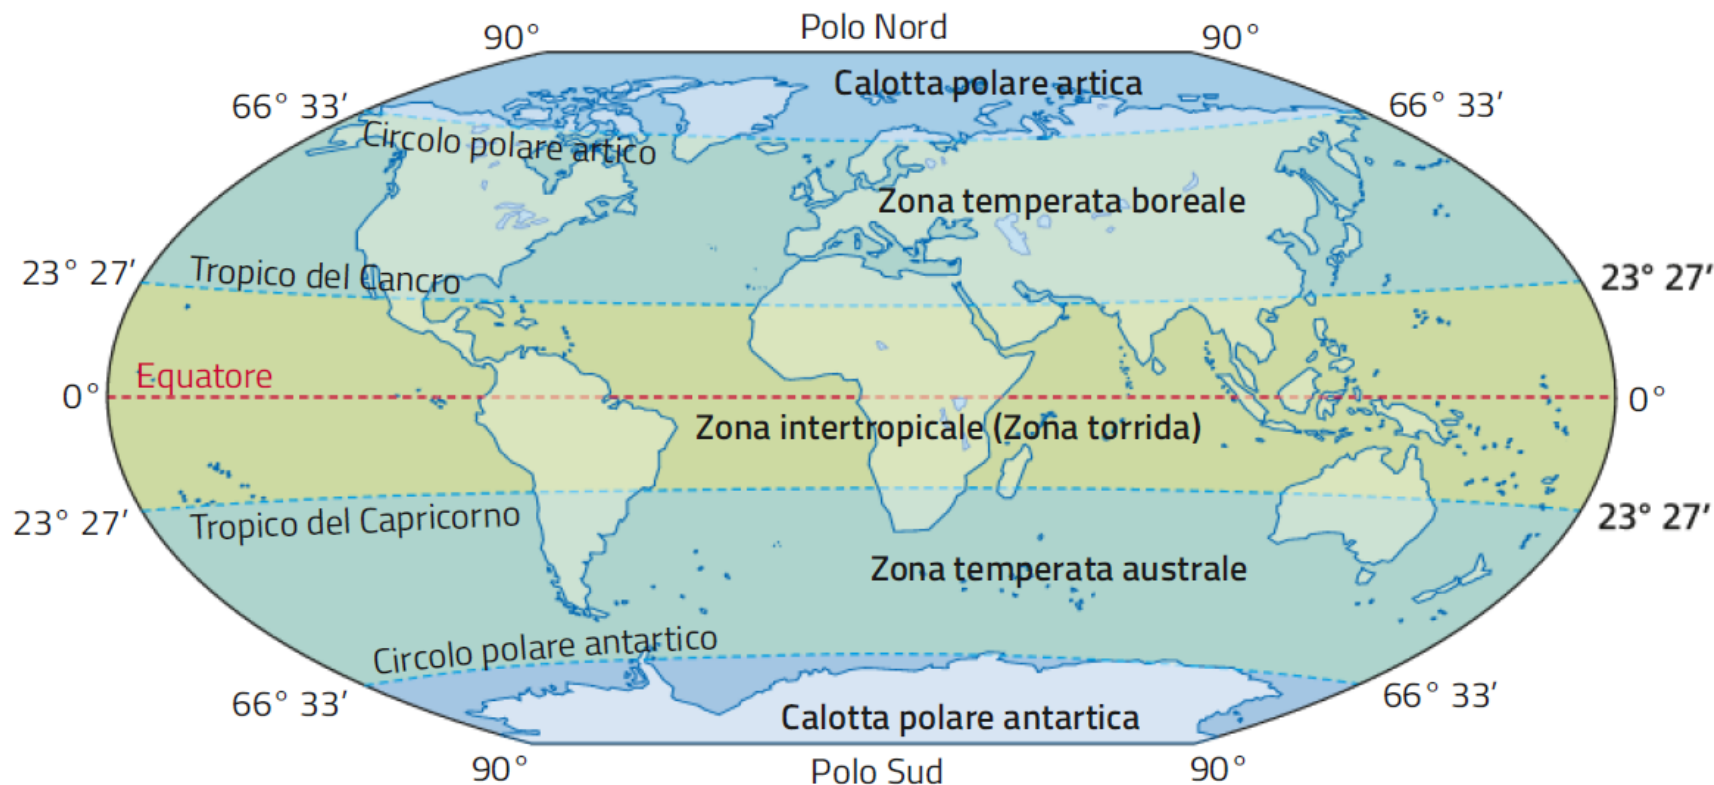 Polo Nord
90° 90°
Calotta polare artica
66° 33′ 66° 33′
Circolo polare artico
Zona temperata boreale
23° 27′ Tropico del Cancro 23° 27′
Equatore
0° 0°
Zona intertropicale (Zona torrida)
23° 27′ Tropico del Capricorno 23° 27′
Zona temperata australe
Circolo polare antartico
66° 33′ 66° 33′
Calotta polare antartica
90° 90°
Polo Sud